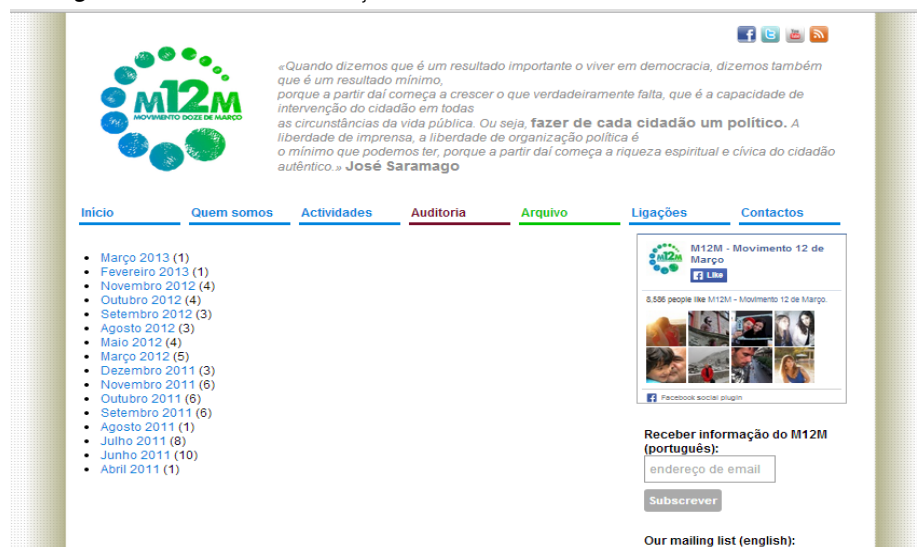 M12M
MOVIMENTO DOZE DE MARÇO
«Quando dizemos que é um resultado importante o viver em democracia, dizemos também
que é um resultado mínimo,
porque a partir daí começa a crescer o que verdadeiramente falta, que é a capacidade de
intervenção do cidadão em todas
as circunstâncias da vida pública. Ou seja, fazer de cada cidadão um político. A
liberdade de imprensa, a liberdade de organização política é
o mínimo que podemos ter, porque a partir daí começa a riqueza espiritual e cívica do cidadão
autêntico.» José Saramago
Início Quem somos Actividades Auditoria Arquivo Ligações Contactos
Março 2013 (1)
Fevereiro 2013 (1)
Novembro 2012 (4)
Outubro 2012 (4)
Setembro 2012 (3)
Agosto 2012 (3)
Maio 2012 (4)
Março 2012 (5)
Dezembro 2011 (3)
Novembro 2011 (6)
Outubro 2011 (6)
Setembro 2011 (6)
Agosto 2011 (1)
Julho 2011 (8)
Junho 2011 (10)
Abril 2011 (1)
M12M
M12M - Movimento 12 de
Março
Like
8,586 people like M12M – Movimento 12 de Março.
Facebook social plugin
Receber informação do M12M
(português):
endereço de email
Subscrever
Our mailing list (english):